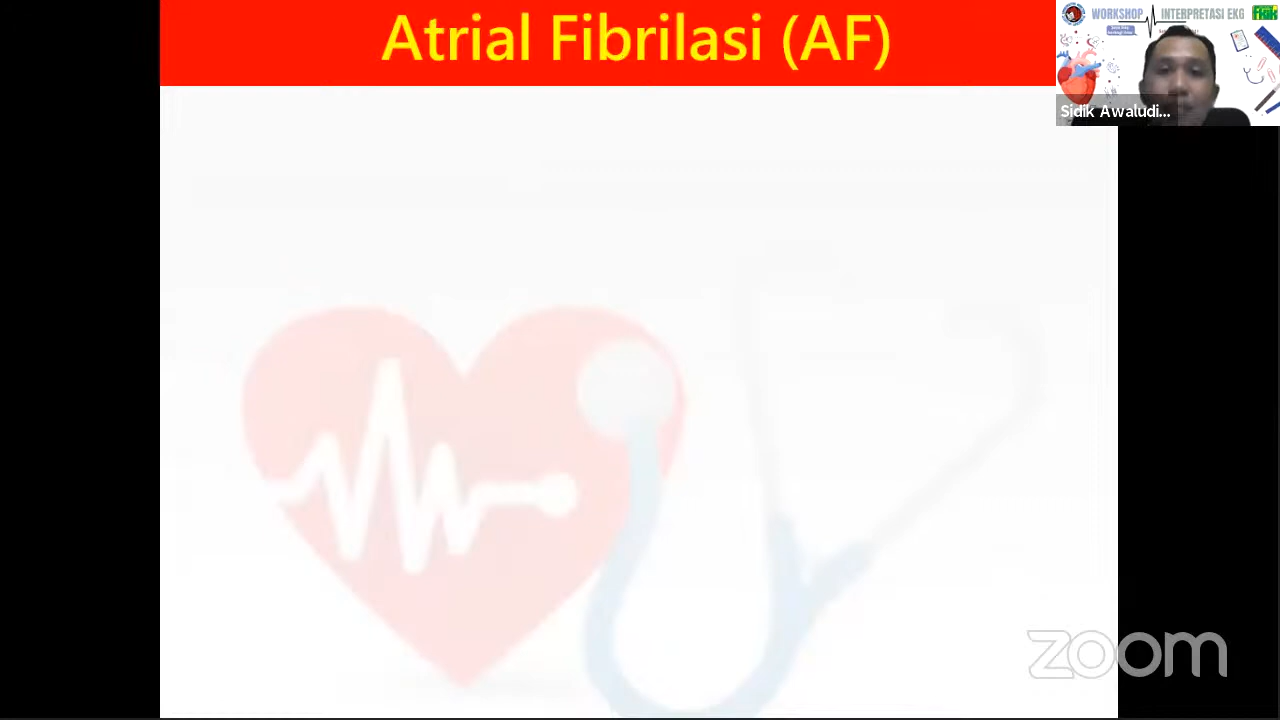 Atrial Fibrilasi (AF)
WORKSHOP INTERPRETASI EKG
Sidik Awaludi...
zoom